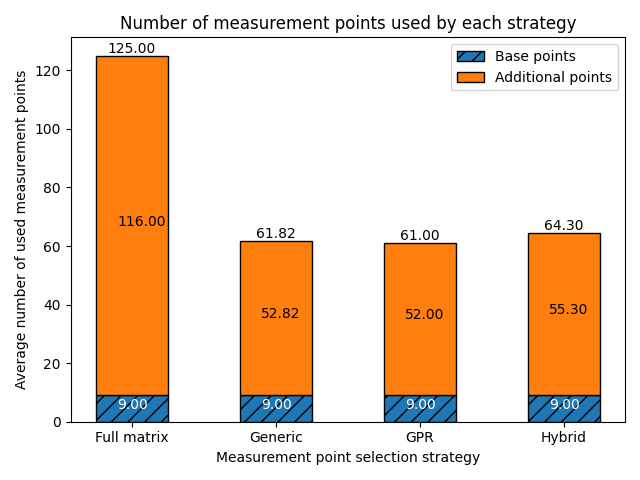 Number of measurement points used by each strategy
Average number of used measurement points
120
100
80
60
40
20
0
Base points
Additional points
125.00
116.00
9.00
61.82
52.82
9.00
61.00
52.00
9.00
64.30
55.30
9.00
Full matrix
Generic
GPR
Hybrid
Measurement point selection strategy